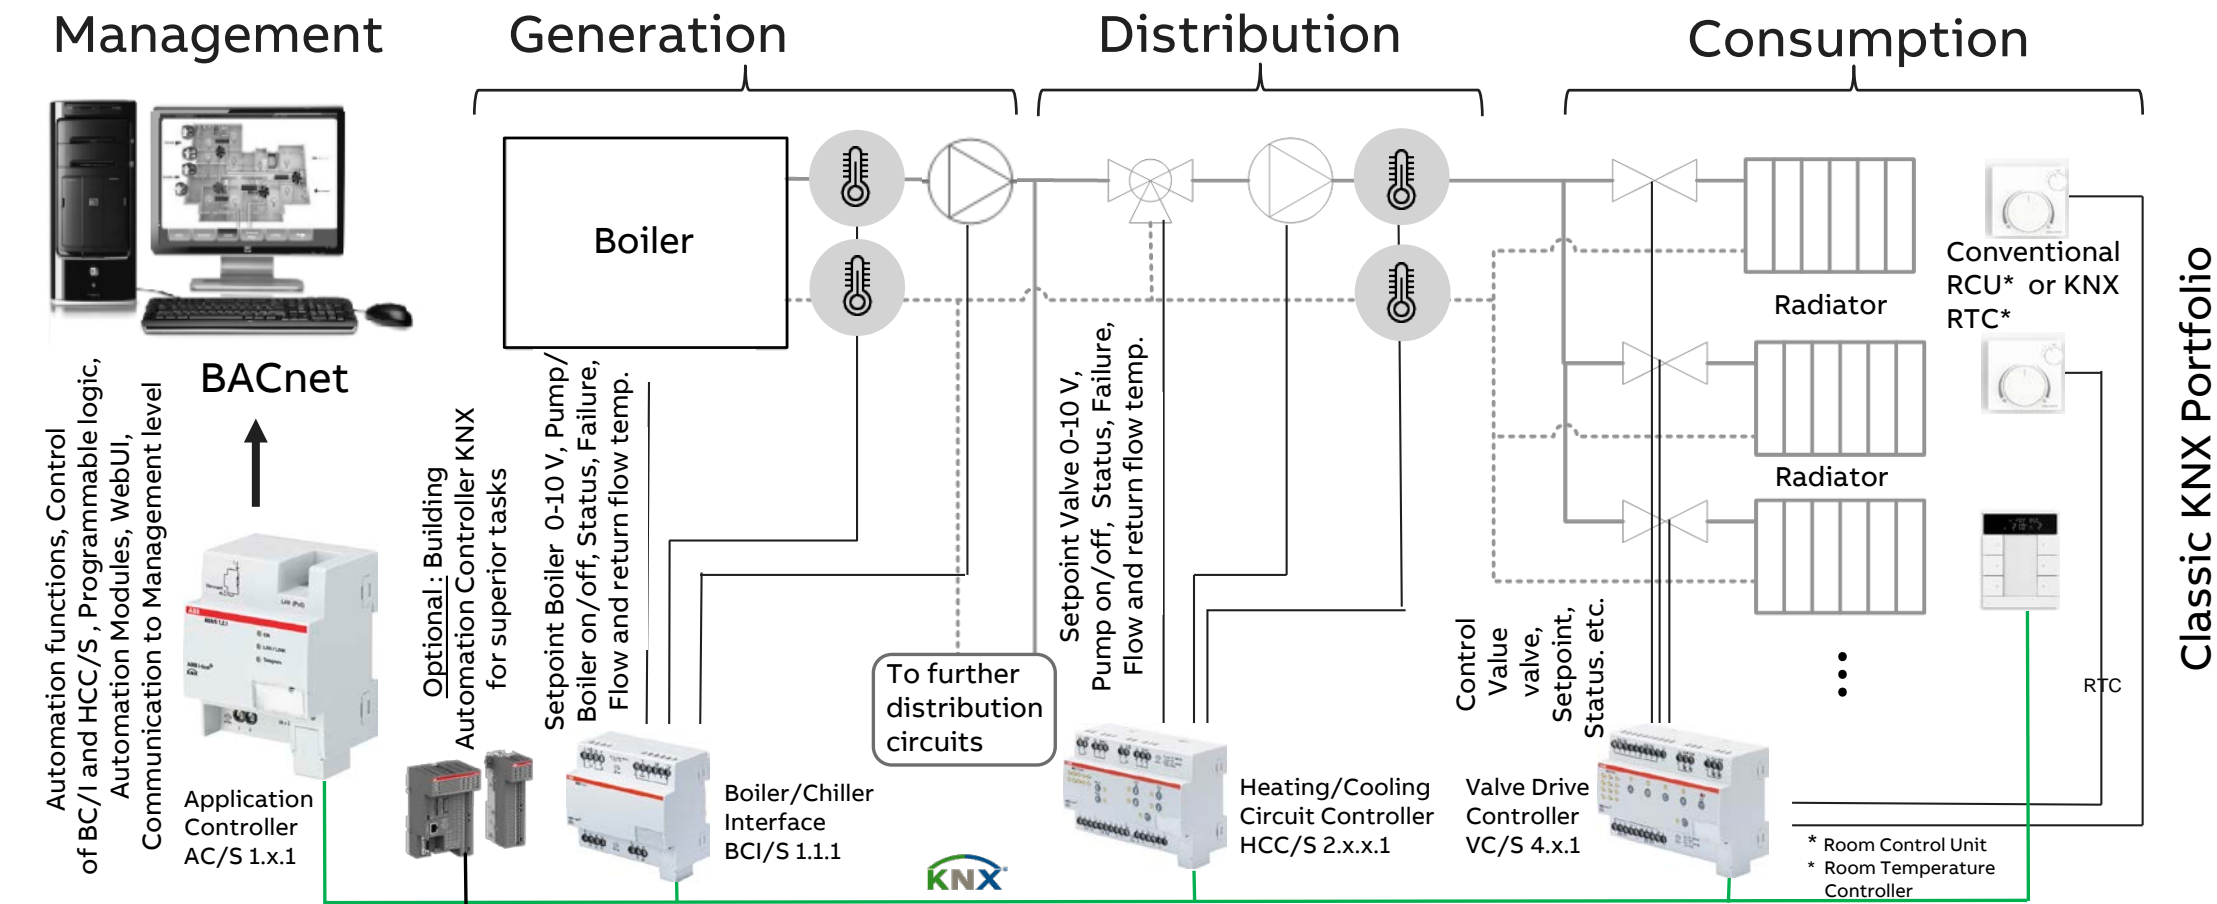 Management
Generation
Distribution
Consumption
Boiler
Radiator
Radiator
Conventional
RCU* or KNX
RTC*
BACnet
Automation functions, Control
of BC/I and HCC/S , Programmable logic,
Automation Modules, WebUI,
Communication to Management level
Optional : Building
Automation Controller KNX
for superior tasks
Setpoint Boiler 0-10 V, Pump/
Boiler on/off, Status, Failure,
Flow and return flow temp.
Setpoint Valve 0-10 V,
Pump on/off, Status, Failure,
Flow and return flow temp.
Control
Value
valve,
Setpoint,
Status. etc.
To further
distribution
circuits
RTC
Classic KNX Portfolio
ABB
LAN (PoE)
Application
Controller
AC/S 1.x.1
Boiler/Chiller
Interface
BCI/S 1.1.1
Heating/Cooling
Circuit Controller
HCC/S 2.x.x.1
Valve Drive
Controller
VC/S 4.x.1
KNX
* Room Control Unit
* Room Temperature
Controller